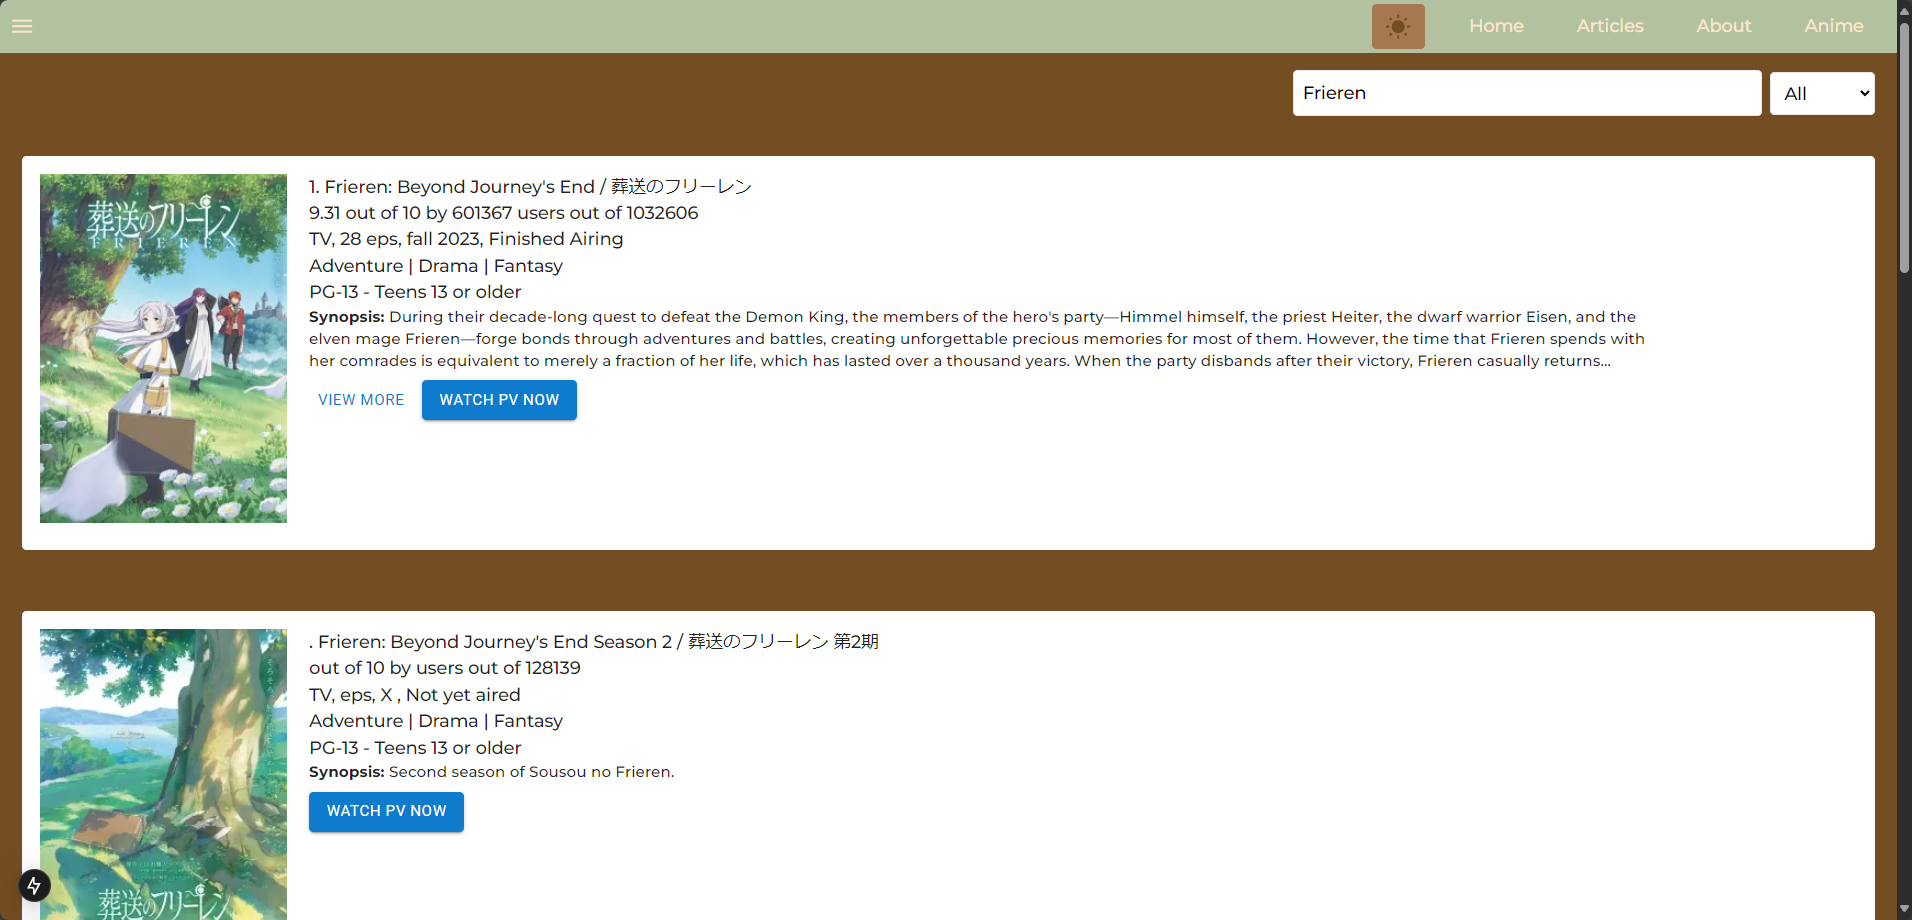 Home Articles About Anime
Frieren All
葬送のフリーレン
FRIEREN
1. Frieren: Beyond Journey's End / 葬送のフリーレン
9.31 out of 10 by 601367 users out of 1032606
TV, 28 eps, fall 2023, Finished Airing
Adventure | Drama | Fantasy
PG-13 - Teens 13 or older
Synopsis: During their decade-long quest to defeat the Demon King, the members of the hero's party—Himmel himself, the priest Heiter, the dwarf warrior Eisen, and the
elven mage Frieren—forge bonds through adventures and battles, creating unforgettable precious memories for most of them. However, the time that Frieren spends with
her comrades is equivalent to merely a fraction of her life, which has lasted over a thousand years. When the party disbands after their victory, Frieren casually returns...
VIEW MORE WATCH PV NOW
. Frieren: Beyond Journey's End Season 2 / 葬送のフリーレン 第2期
out of 10 by users out of 128139
TV, eps, X , Not yet aired
Adventure | Drama | Fantasy
PG-13 - Teens 13 or older
Synopsis: Second season of Sousou no Frieren.
WATCH PV NOW
葬送のフリーレン